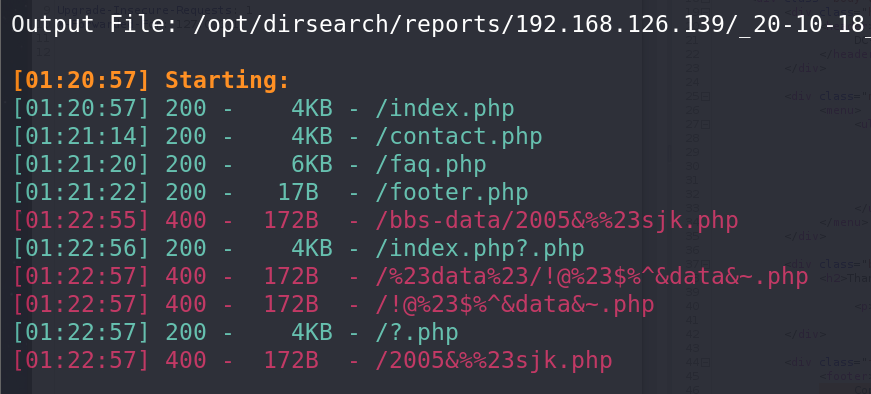 Output File: /opt/dirsearch/reports/192.168.126.139/_20-10-18_
[01:20:57] Starting:
[01:20:57] 200 -    4KB - /index.php
[01:21:14] 200 -    4KB - /contact.php
[01:21:20] 200 -    6KB - /faq.php
[01:21:22] 200 -   17B  - /footer.php
[01:22:55] 400 -  172B  - /bbs-data/2005&%%23sjk.php
[01:22:56] 200 -    4KB - /index.php?.php
[01:22:57] 400 -  172B  - /%23data%23/!@%23$%^&data&~.php
[01:22:57] 400 -  172B  - /!@%23$%^&data&~.php
[01:22:57] 200 -    4KB - /?.php
[01:22:57] 400 -  172B  - /2005&%%23sjk.php